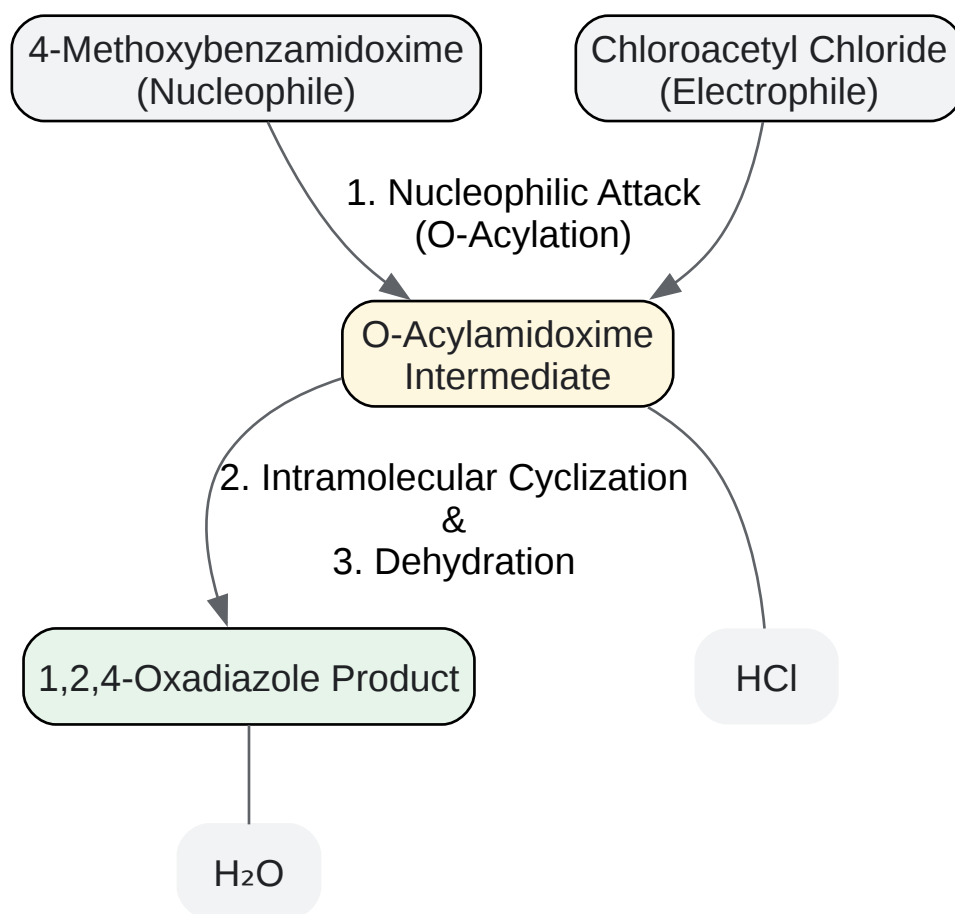 4-Methoxybenzamidoxime
(Nucleophile)
Chloroacetyl Chloride
(Electrophile)
1. Nucleophilic Attack
(O-Acylation)
O-Acylamidoxime
Intermediate
2. Intramolecular Cyclization
&
3. Dehydration
1,2,4-Oxadiazole Product
HCl
H₂O